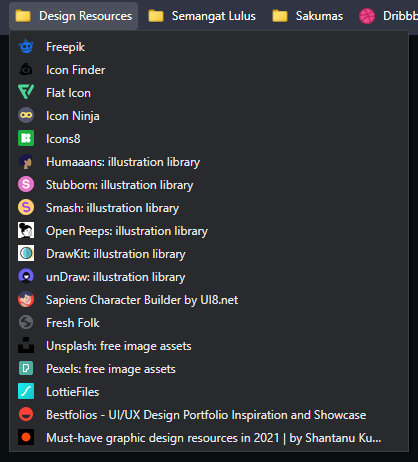 Design Resources Semangat Lulus Sakumas Dribbb
Freepik
Icon Finder
Flat Icon
Icon Ninja
Icons8
Humaaans: illustration library
Stubborn: illustration library
Smash: illustration library
Open Peeps: illustration library
DrawKit: illustration library
unDraw: illustration library
Sapiens Character Builder by UI8.net
Fresh Folk
Unsplash: free image assets
Pexels: free image assets
LottieFiles
Bestfolios - UI/UX Design Portfolio Inspiration and Showcase
Must-have graphic design resources in 2021 | by Shantanu Ku...